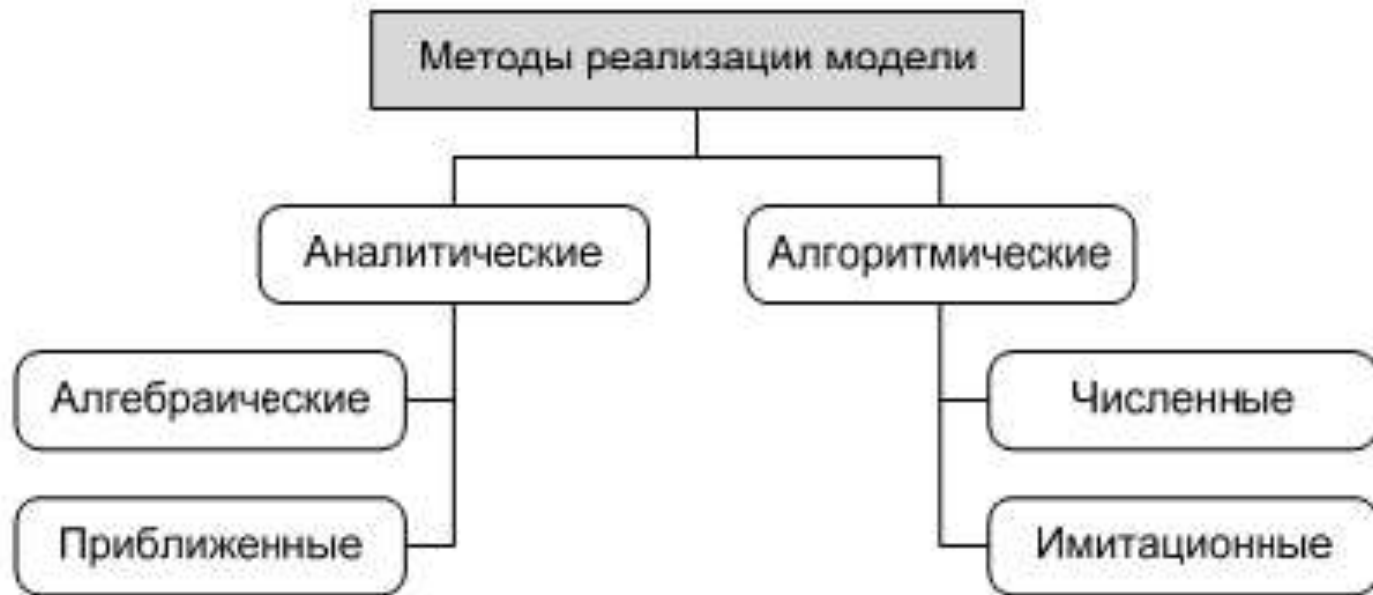 Методы реализации модели
Аналитические
Алгоритмические
Алгебраические
Численные
Приближенные
Имитационные